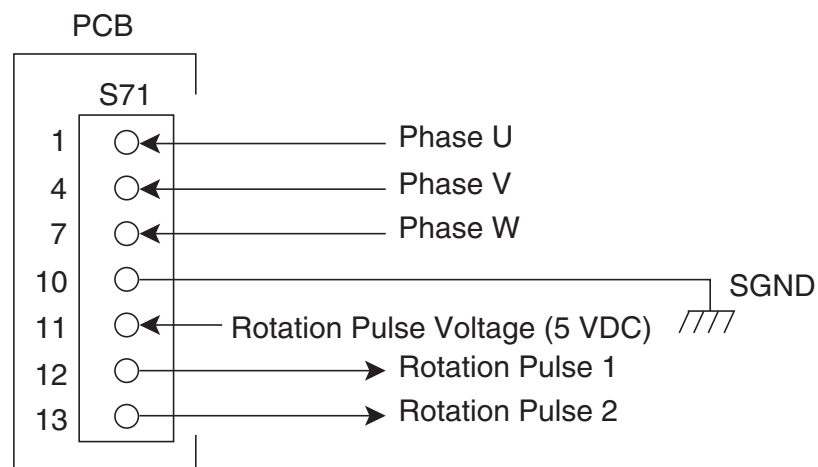 PCB
S71
1 Phase U
4 Phase V
7 Phase W
10 SGND
11 Rotation Pulse Voltage (5 VDC)
12 Rotation Pulse 1
13 Rotation Pulse 2